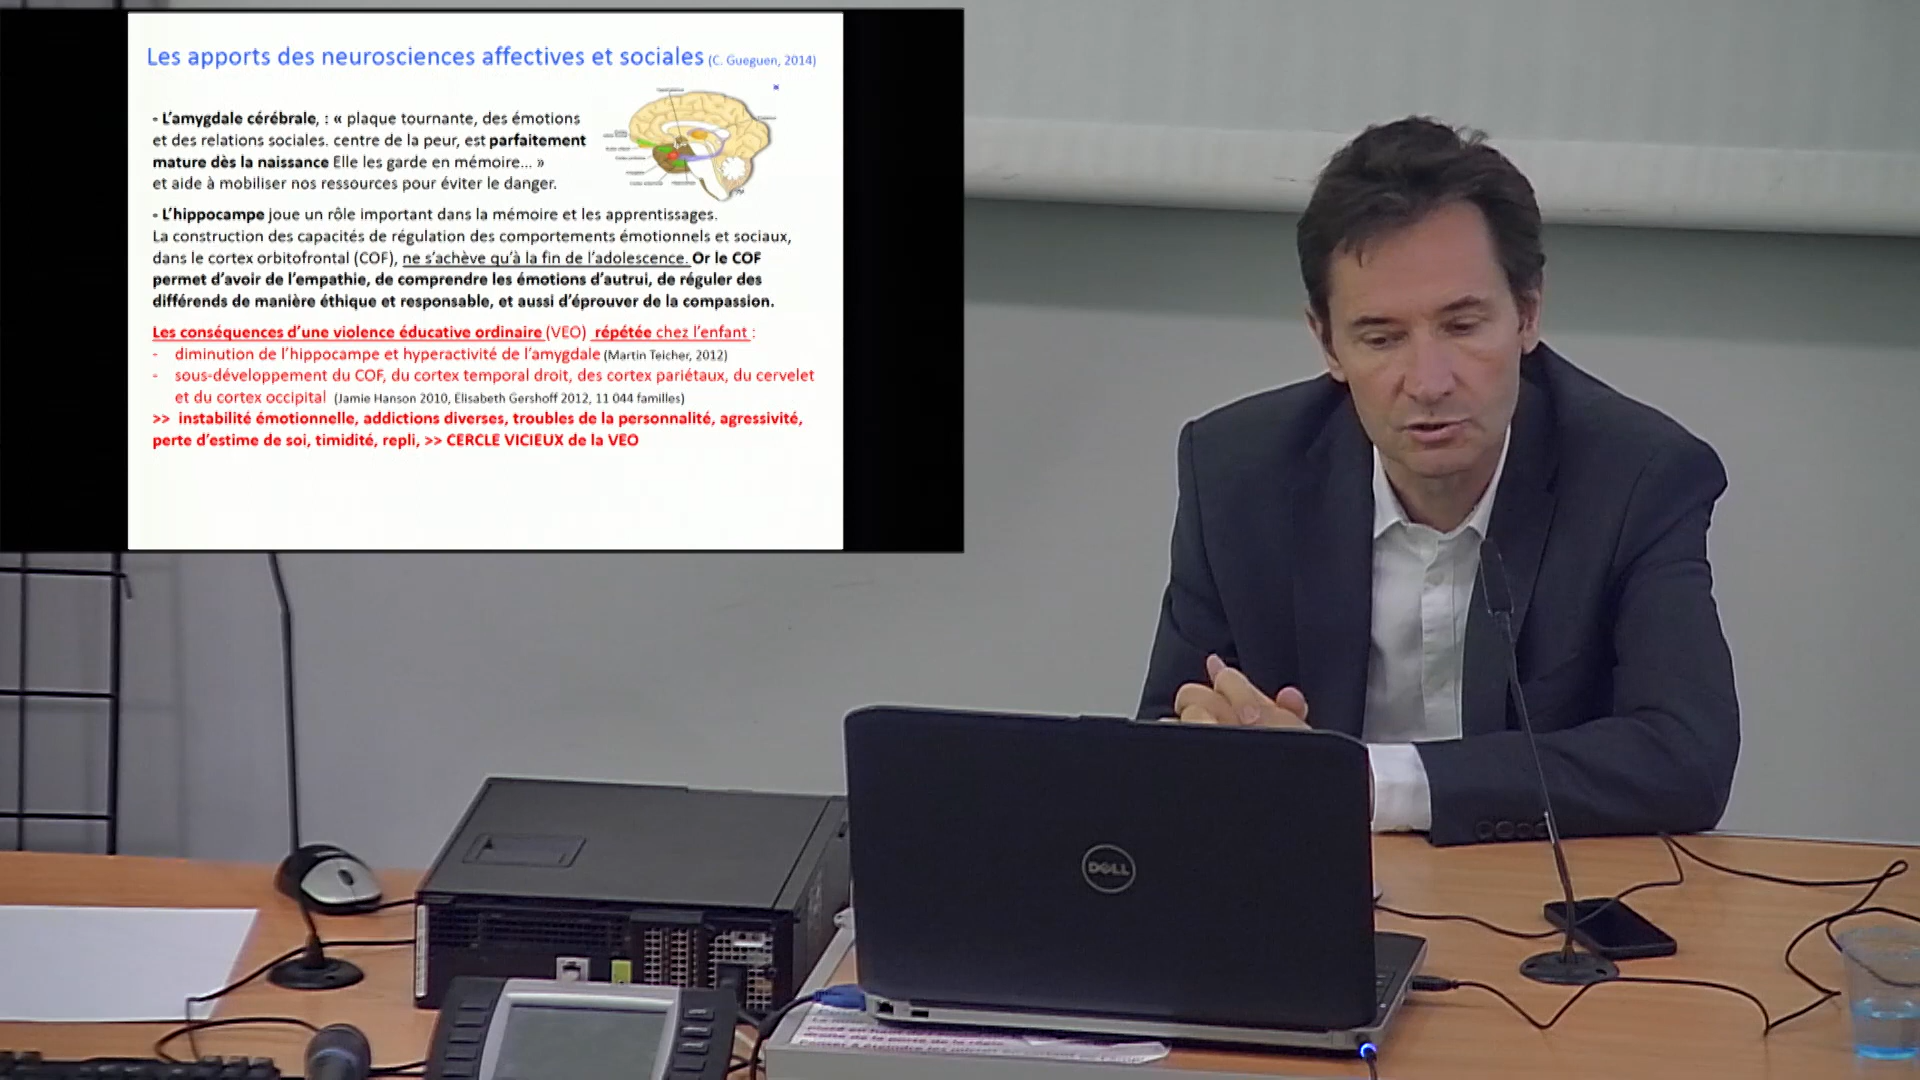 Les apports des neurosciences affectives et sociales (C. Gueguen, 2014)
- L'amygdale cérébrale, : « plaque tournante, des émotions
et des relations sociales. centre de la peur, est parfaitement
mature dès la naissance Elle les garde en mémoire... »
et aide à mobiliser nos ressources pour éviter le danger.
- L'hippocampe joue un rôle important dans la mémoire et les apprentissages.
La construction des capacités de régulation des comportements émotionnels et sociaux,
dans le cortex orbitofrontal (COF), ne s'achève qu'à la fin de l'adolescence. Or le COF
permet d'avoir de l'empathie, de comprendre les émotions d'autrui, de réguler des
différends de manière éthique et responsable, et aussi d'éprouver de la compassion.
Les conséquences d'une violence éducative ordinaire (VEO) répétée chez l'enfant :
- diminution de l'hippocampe et hyperactivité de l'amygdale (Martin Teicher, 2012)
- sous-développement du COF, du cortex temporal droit, des cortex pariétaux, du cervelet
et du cortex occipital (Jamie Hanson 2010, Elisabeth Gershoff 2012, 11 044 familles)
>> instabilité émotionnelle, addictions diverses, troubles de la personnalité, agressivité,
perte d'estime de soi, timidité, repli, >> CERCLE VICIEUX de la VEO
DELL